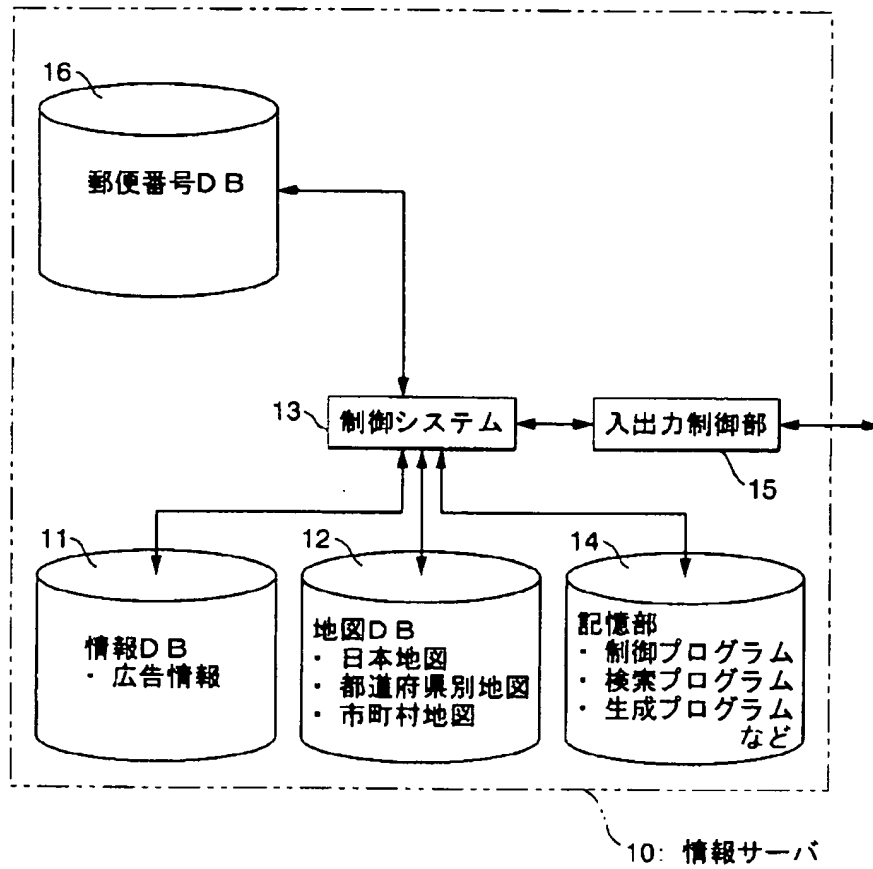 16
郵便番号DB
13
制御システム
入出力制御部
15
11
情報DB
・広告情報
12
地図DB
・日本地図
・都道府県別地図
・市町村地図
14
記憶部
・制御プログラム
・検索プログラム
・生成プログラム
など
10: 情報サーバ